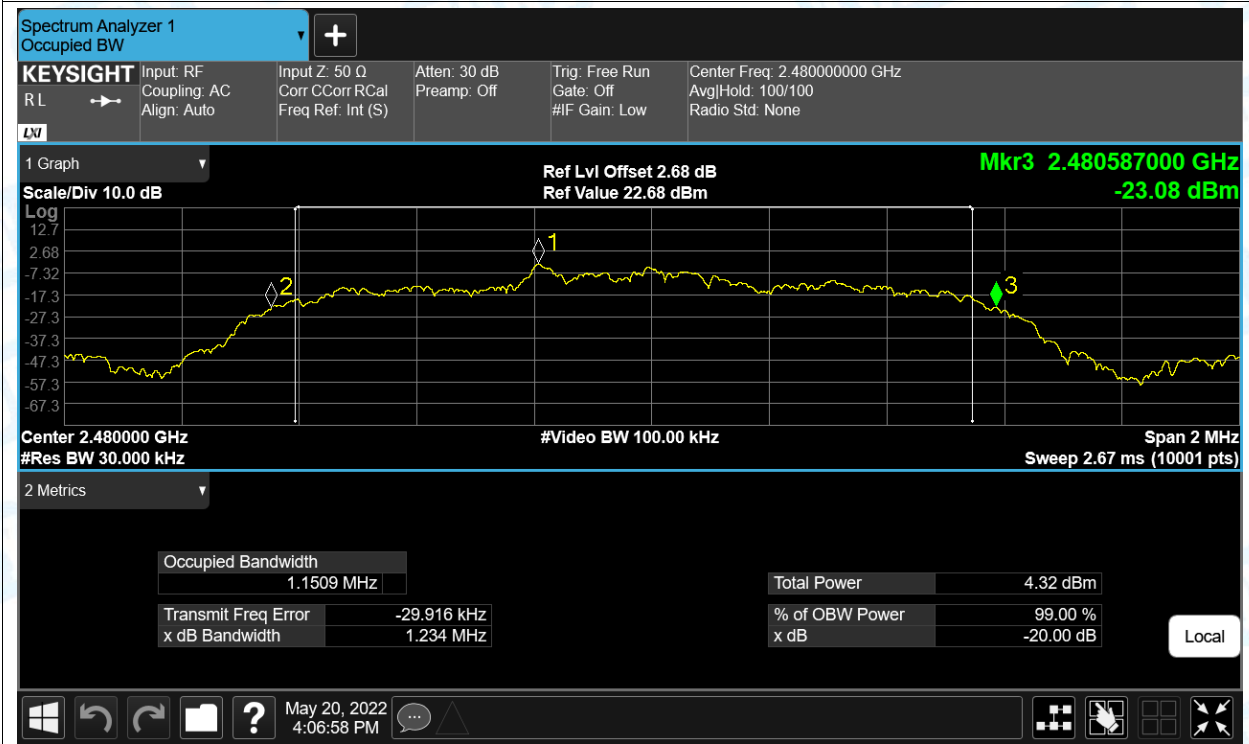 Spectrum Analyzer 1
Occupied BW
+
KEYSIGHT
R L
LXI
Input: RF
Coupling: AC
Align: Auto
Input Z: 50 Ω
Corr CCorr RCal
Freq Ref: Int (S)
Atten: 30 dB
Preamp: Off
Trig: Free Run
Gate: Off
#IF Gain: Low
Center Freq: 2.480000000 GHz
Avg|Hold: 100/100
Radio Std: None
1 Graph
Scale/Div 10.0 dB
Ref Lvl Offset 2.68 dB
Ref Value 22.68 dBm
Mkr3 2.480587000 GHz
-23.08 dBm
Log
12.7
2.68
-7.32
-17.3
-27.3
-37.3
-47.3
-57.3
-67.3
1
2
3
Center 2.480000 GHz
#Video BW 100.00 kHz
Span 2 MHz
#Res BW 30.000 kHz
Sweep 2.67 ms (10001 pts)
2 Metrics
Occupied Bandwidth
1.1509 MHz
Total Power 4.32 dBm
Transmit Freq Error -29.916 kHz
% of OBW Power 99.00 %
x dB Bandwidth 1.234 MHz
x dB -20.00 dB
Local
?
May 20, 2022
4:06:58 PM